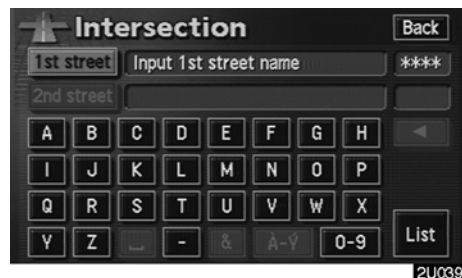 Intersection Back
1st street Input 1st street name ****
2nd street
A B C D E F G H
I J K L M N O P
Q R S T U V W X
Y Z - & À-Ý 0-9 List
2U039